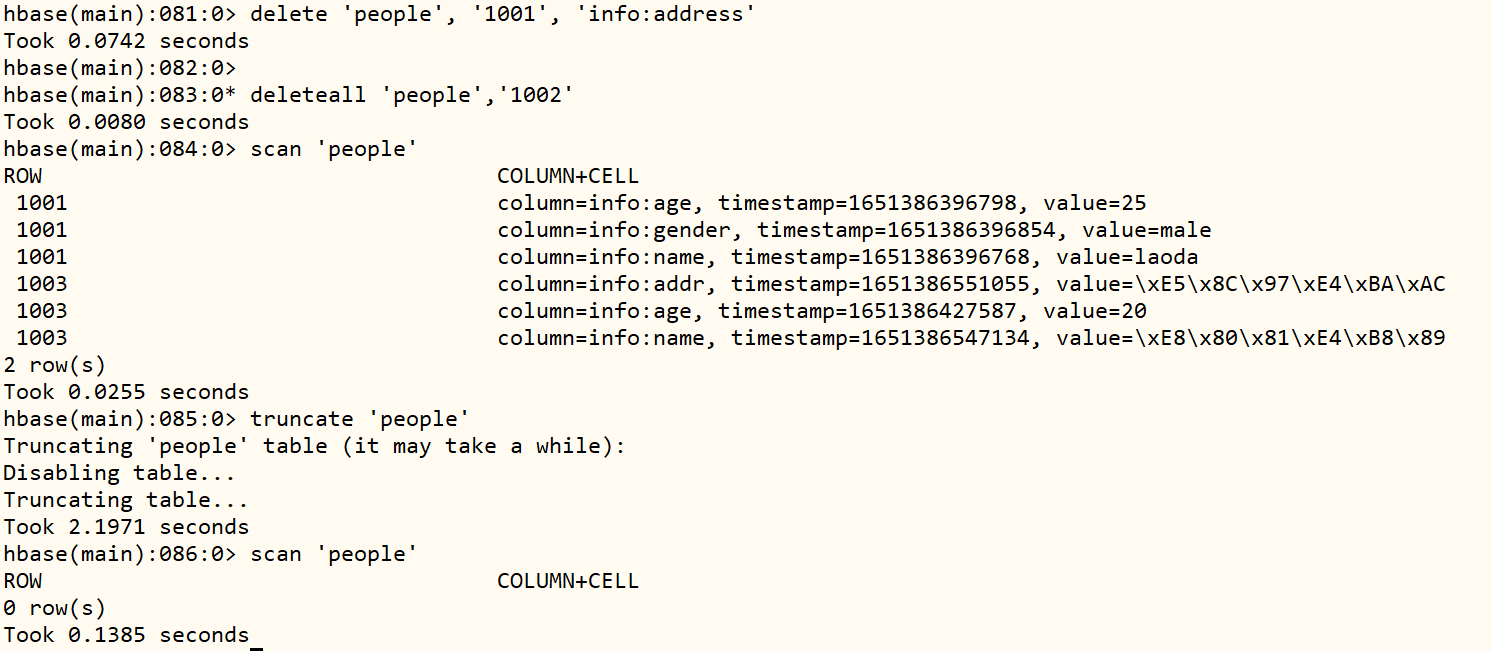 hbase(main):081:0> delete 'people', '1001', 'info:address'
Took 0.0742 seconds
hbase(main):082:0>
hbase(main):083:0* deleteall 'people','1002'
Took 0.0080 seconds
hbase(main):084:0> scan 'people'
ROW COLUMN+CELL
1001 column=info:age, timestamp=1651386396798, value=25
1001 column=info:gender, timestamp=1651386396854, value=male
1001 column=info:name, timestamp=1651386396768, value=laoda
1003 column=info:addr, timestamp=1651386551055, value=\xE5\x8C\x97\xE4\xBA\xAC
1003 column=info:age, timestamp=1651386427587, value=20
1003 column=info:name, timestamp=1651386547134, value=\xE8\x80\x81\xE4\xB8\x89
2 row(s)
Took 0.0255 seconds
hbase(main):085:0> truncate 'people'
Truncating 'people' table (it may take a while):
Disabling table...
Truncating table...
Took 2.1971 seconds
hbase(main):086:0> scan 'people'
ROW COLUMN+CELL
0 row(s)
Took 0.1385 seconds